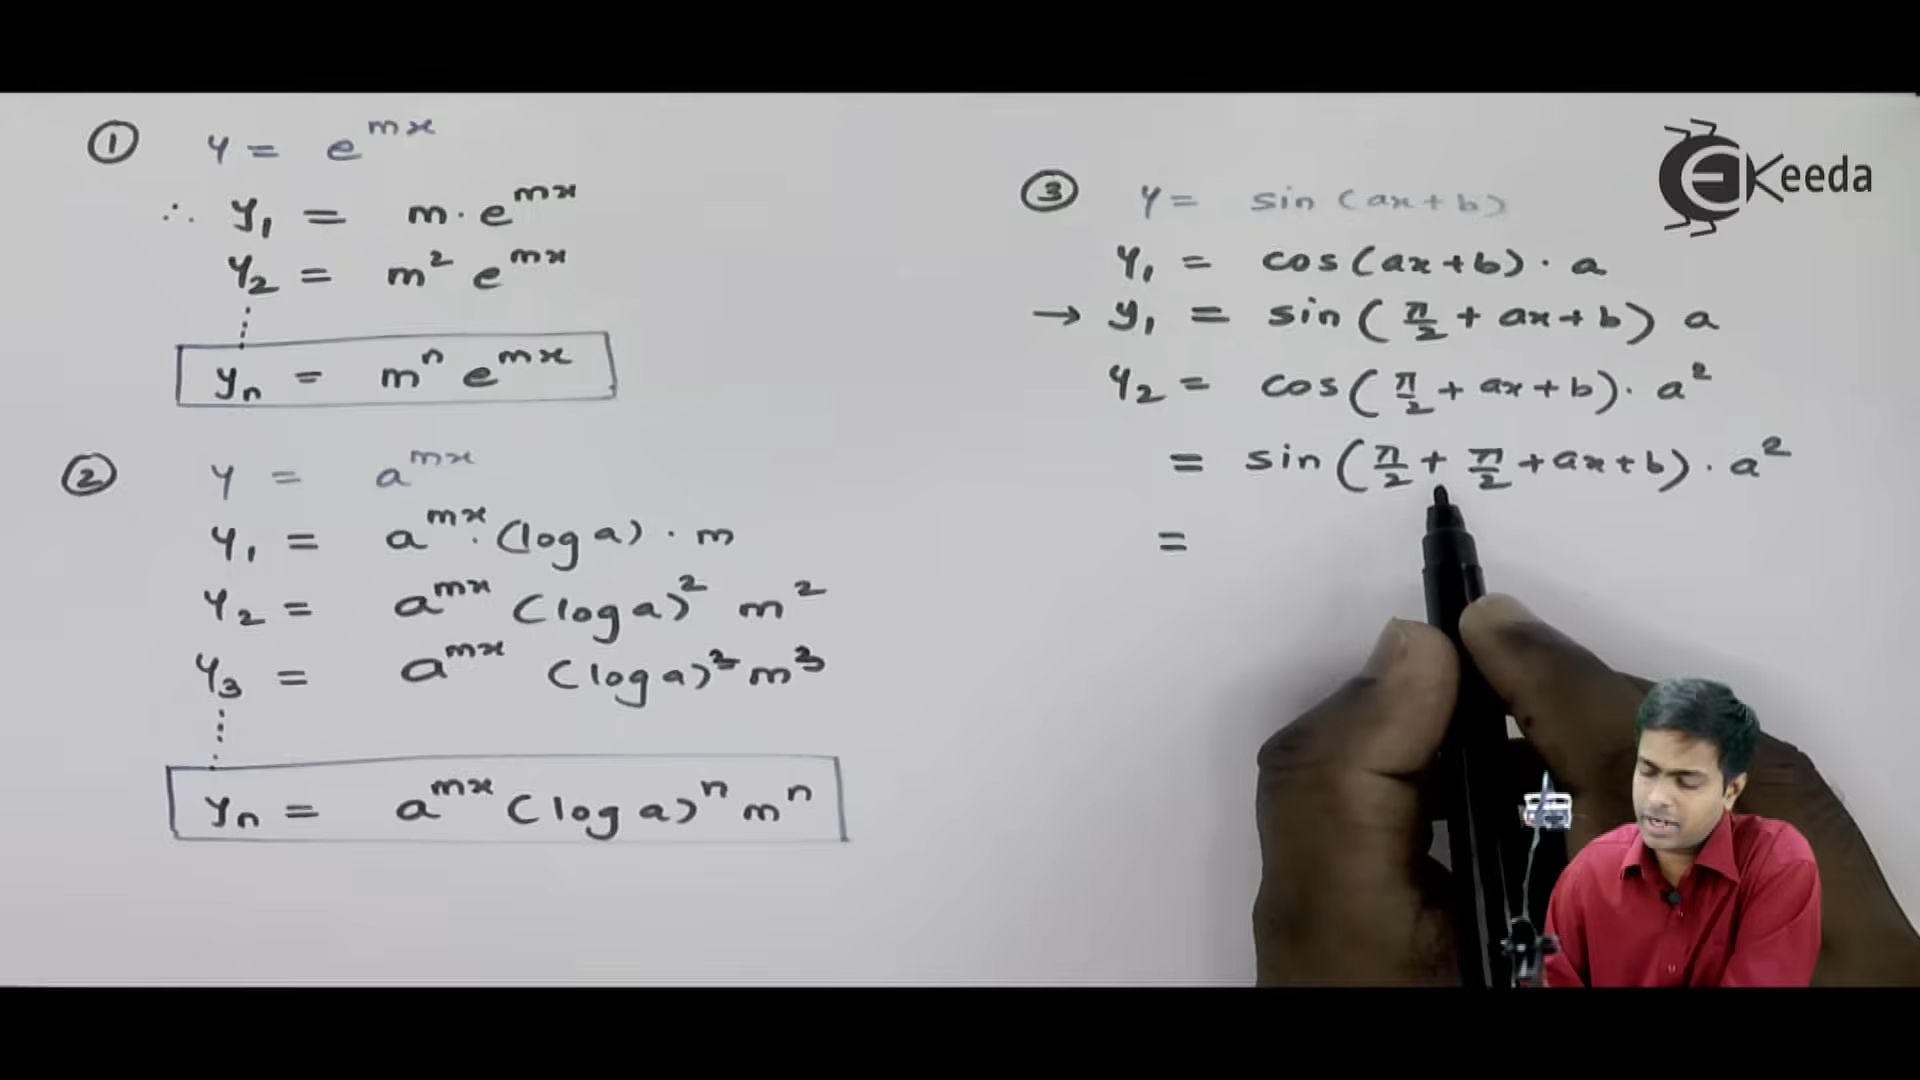 ① y = e^{mx}
∴ y₁ = m · e^{mx}
y₂ = m² e^{mx}
yₙ = mⁿ e^{mx}
② y = a^{mx}
y₁ = a^{mx} · (log a) · m
y₂ = a^{mx} (log a)² m²
y₃ = a^{mx} (log a)³ m³
yₙ = a^{mx} (log a)ⁿ mⁿ
Ekeeda
③ y = sin (ax + b)
y₁ = cos (ax + b) · a
→ y₁ = sin (π/2 + ax + b) a
y₂ = cos (π/2 + ax + b) · a²
= sin (π/2 + π/2 + ax + b) · a²
=